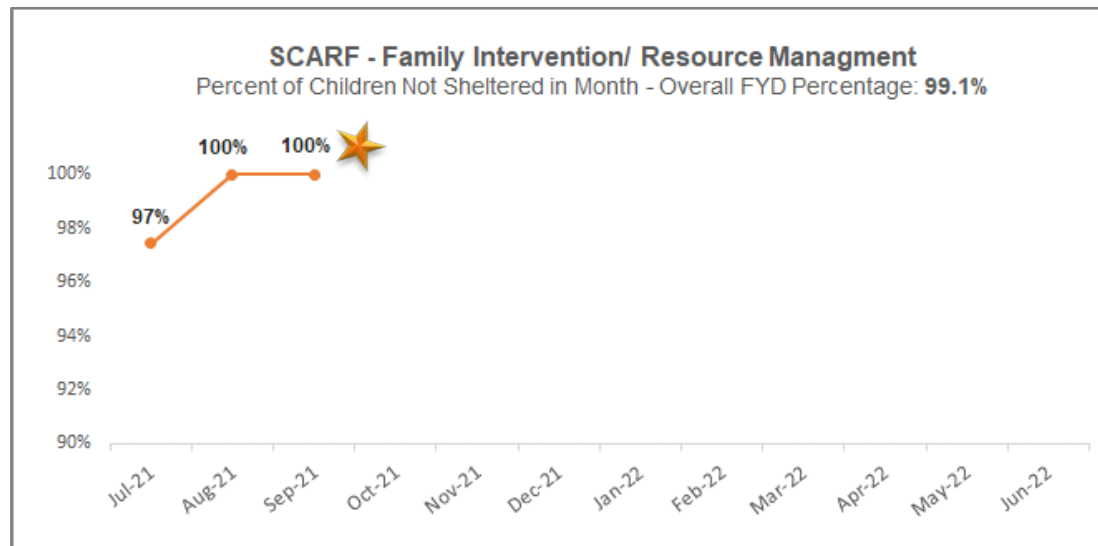 SCARF - Family Intervention/ Resource Managment
Percent of Children Not Sheltered in Month - Overall FYD Percentage: 99.1%
97%
100%
100%
100%
98%
96%
94%
92%
90%
Jul-21
Aug-21
Sep-21
Oct-21
Nov-21
Dec-21
Jan-22
Feb-22
Mar-22
Apr-22
May-22
Jun-22